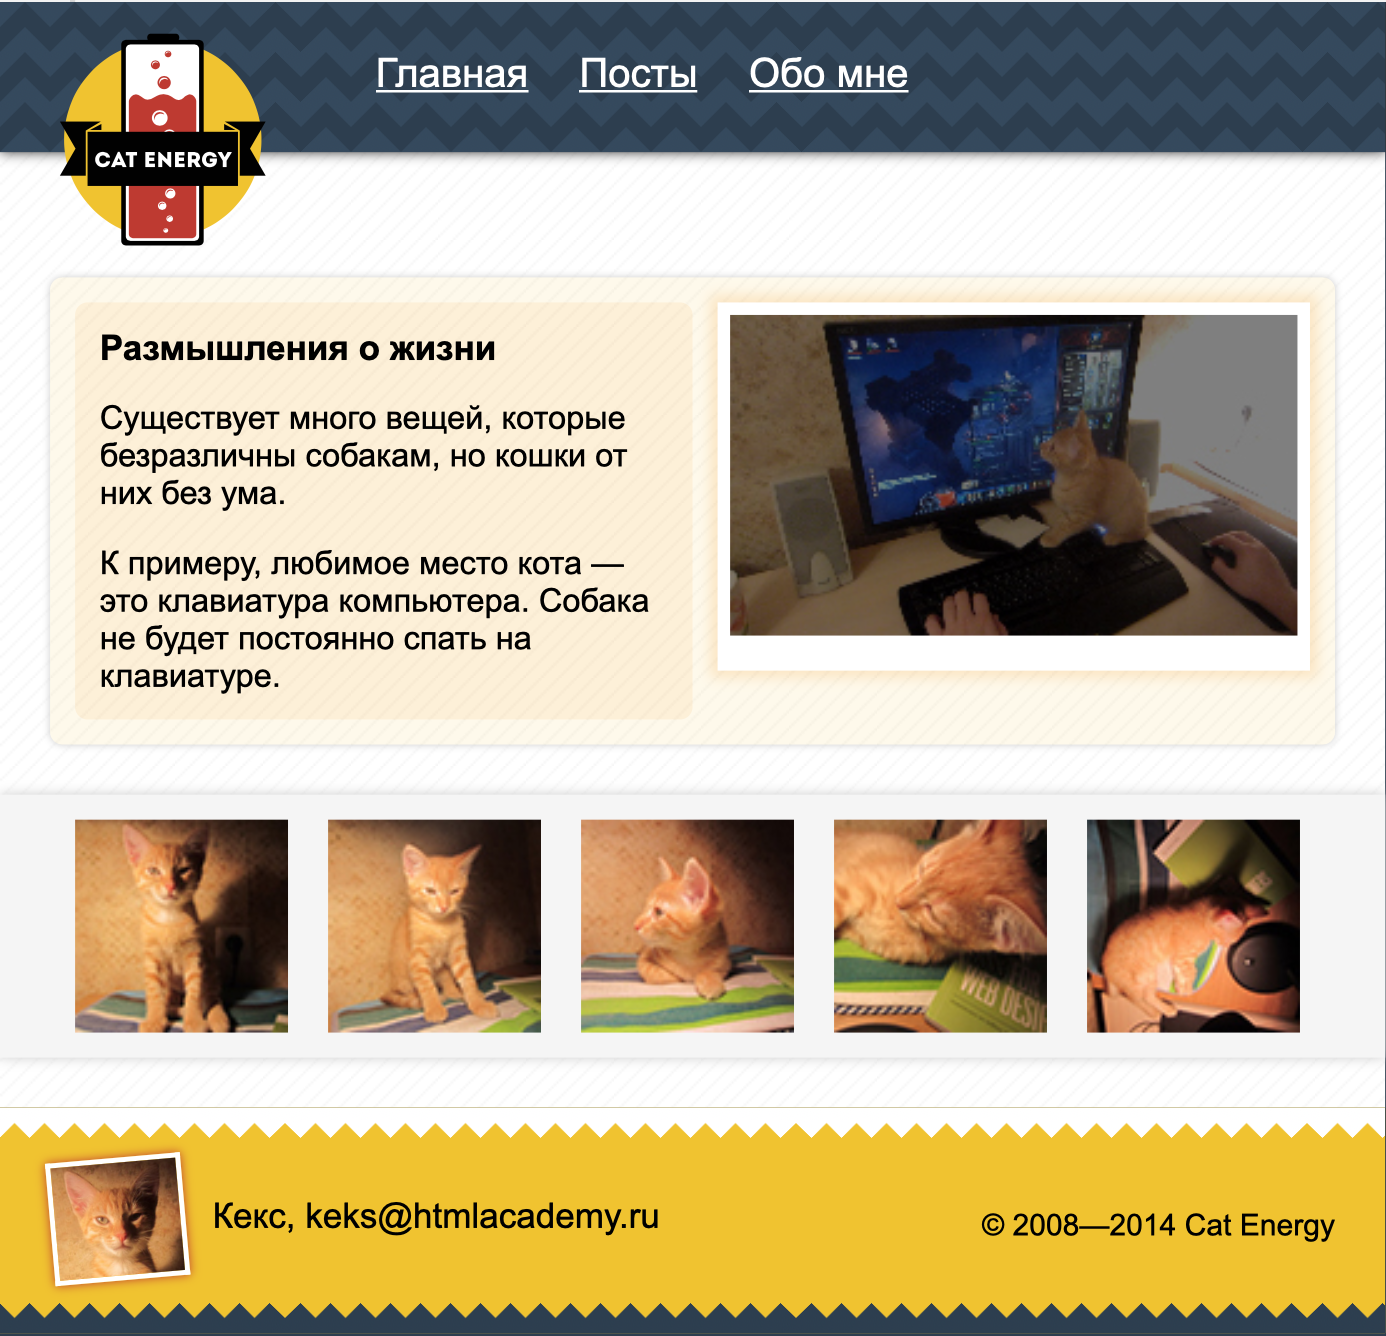 Главная Посты Обо мне
CAT ENERGY
Размышления о жизни
Существует много вещей, которые
безразличны собакам, но кошки от
них без ума.
К примеру, любимое место кота —
это клавиатура компьютера. Собака
не будет постоянно спать на
клавиатуре.
WEB DESI
Кекс, keks@htmlacademy.ru
© 2008—2014 Cat Energy